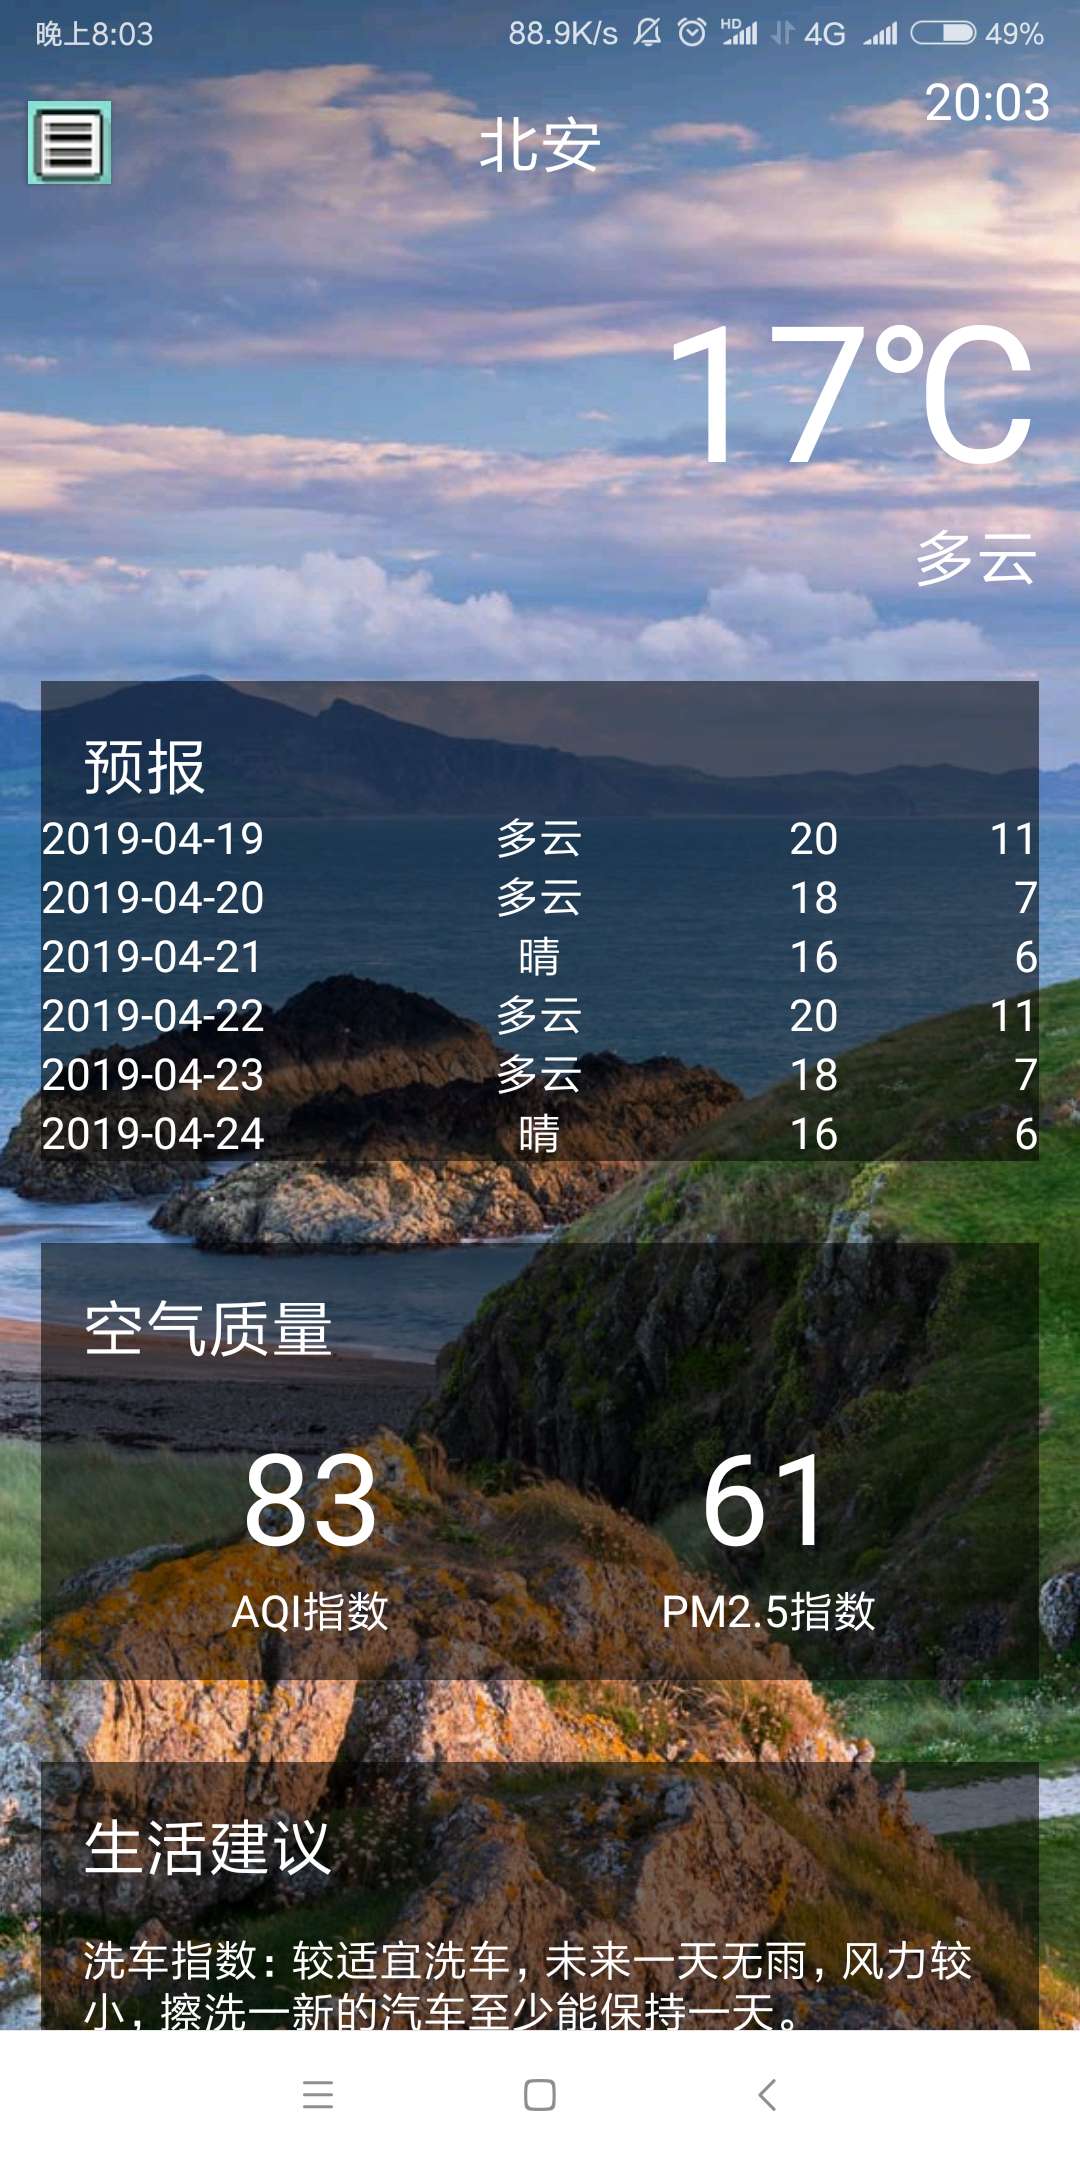 晚上8:03 88.9K/s HD 4G 49%
20:03
北安
17℃
多云
预报
2019-04-19 多云 20 11
2019-04-20 多云 18 7
2019-04-21 晴 16 6
2019-04-22 多云 20 11
2019-04-23 多云 18 7
2019-04-24 晴 16 6
空气质量
83 61
AQI指数 PM2.5指数
生活建议
洗车指数：较适宜洗车，未来一天无雨，风力较
小，擦洗一新的汽车至少能保持一天。